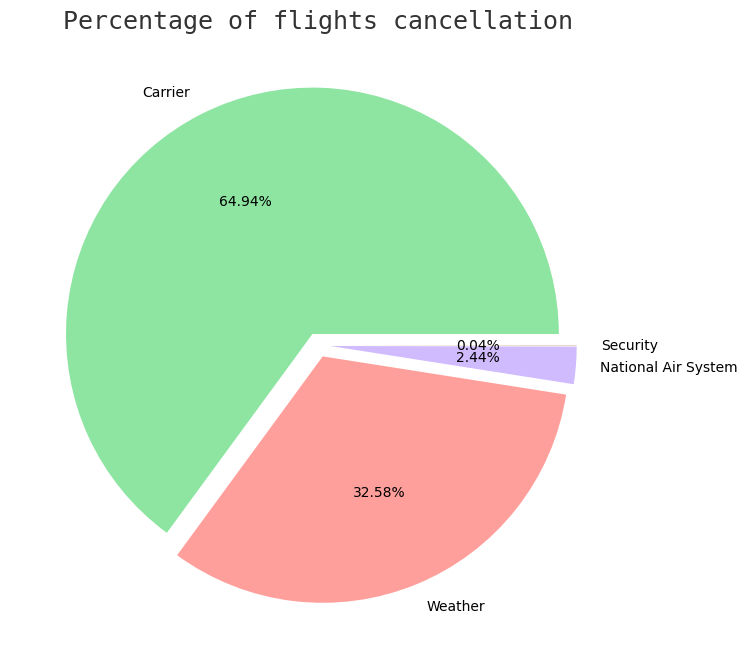 Percentage of flights cancellation
Carrier
64.94%
0.04%
Security
2.44%
National Air System
32.58%
Weather